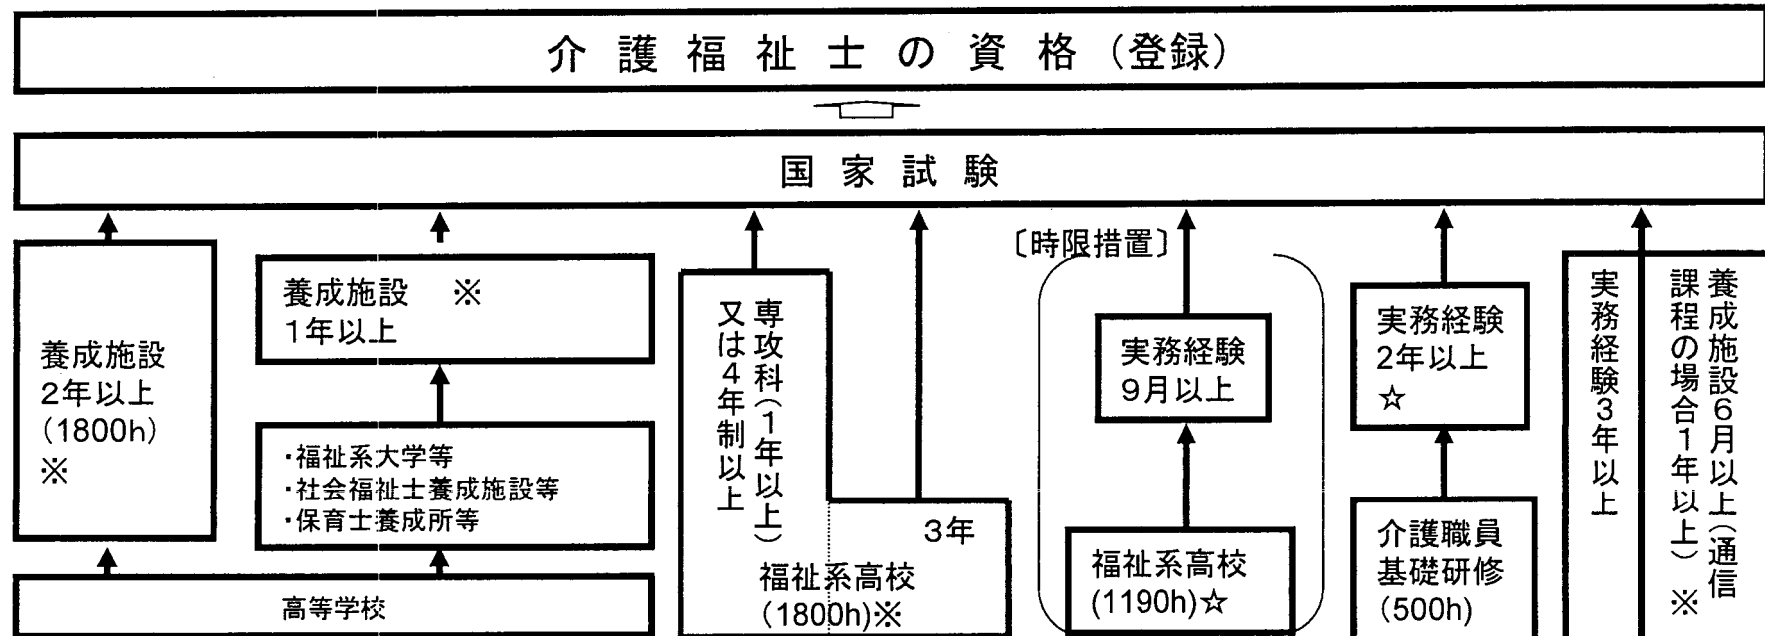 介護福祉士の資格（登録）
国家試験
養成施設
2年以上
（1800h）
※
養成施設　※
1年以上
・福祉系大学等
・社会福祉士養成施設等
・保育士養成所等
高等学校
専攻科（1年以上）
又は4年制以上
3年
福祉系高校
(1800h)※
〔時限措置〕
実務経験
9月以上
福祉系高校
(1190h)☆
実務経験
2年以上
☆
介護職員
基礎研修
(500h)
実務経験3年以上
養成施設6月以上（通信
課程の場合1年以上）※